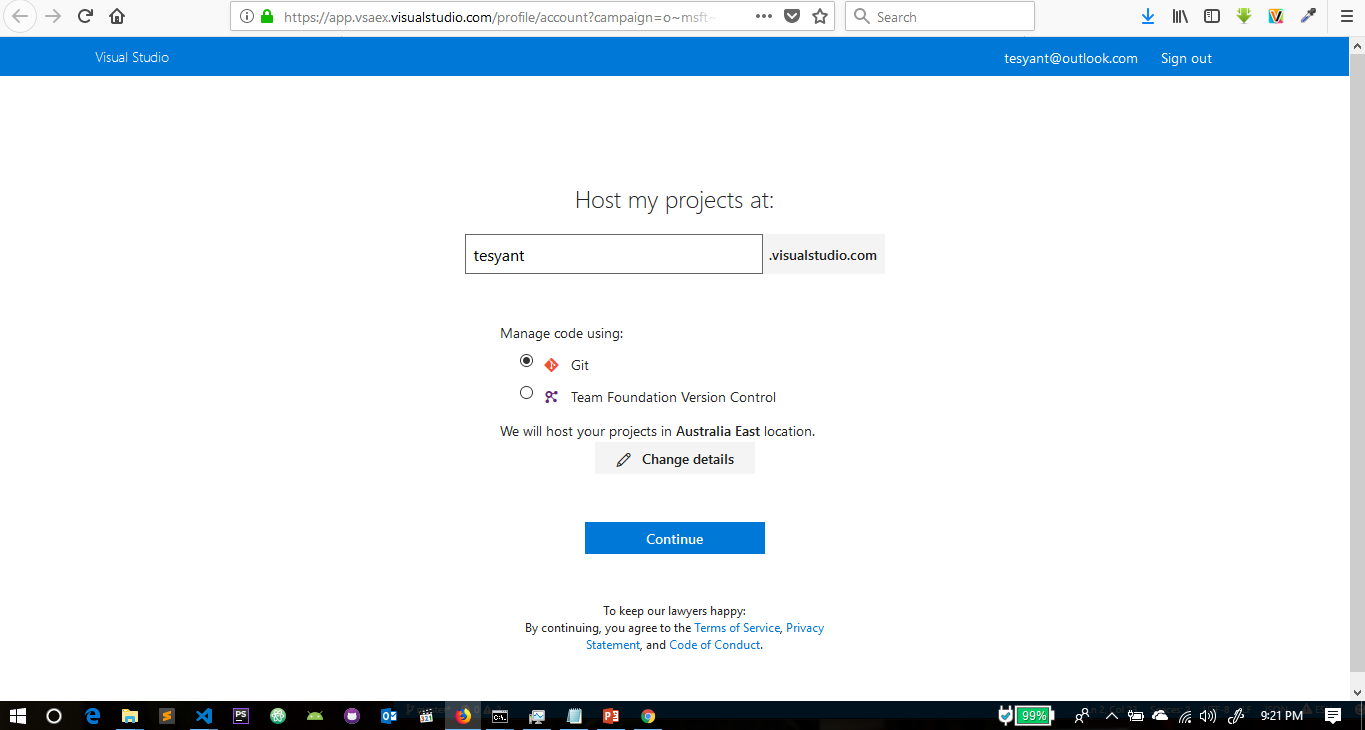 https://app.vsaex.visualstudio.com/profile/account?campaign=o~msft~
Search
Visual Studio
tesyant@outlook.com
Sign out
Host my projects at:
tesyant
.visualstudio.com
Manage code using:
Git
Team Foundation Version Control
We will host your projects in Australia East location.
Change details
Continue
To keep our lawyers happy:
By continuing, you agree to the Terms of Service, Privacy
Statement, and Code of Conduct.
99%
9:21 PM